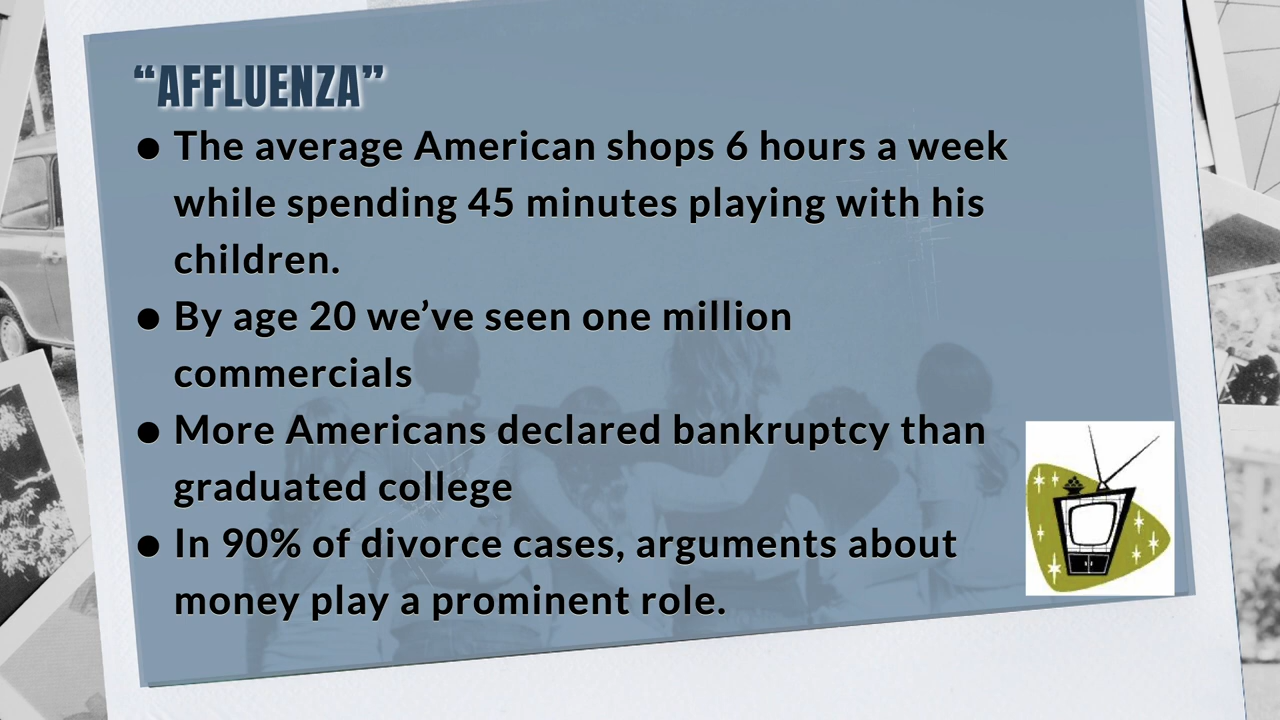 “AFFLUENZA”
● The average American shops 6 hours a week
while spending 45 minutes playing with his
children.
● By age 20 we’ve seen one million
commercials
● More Americans declared bankruptcy than
graduated college
● In 90% of divorce cases, arguments about
money play a prominent role.